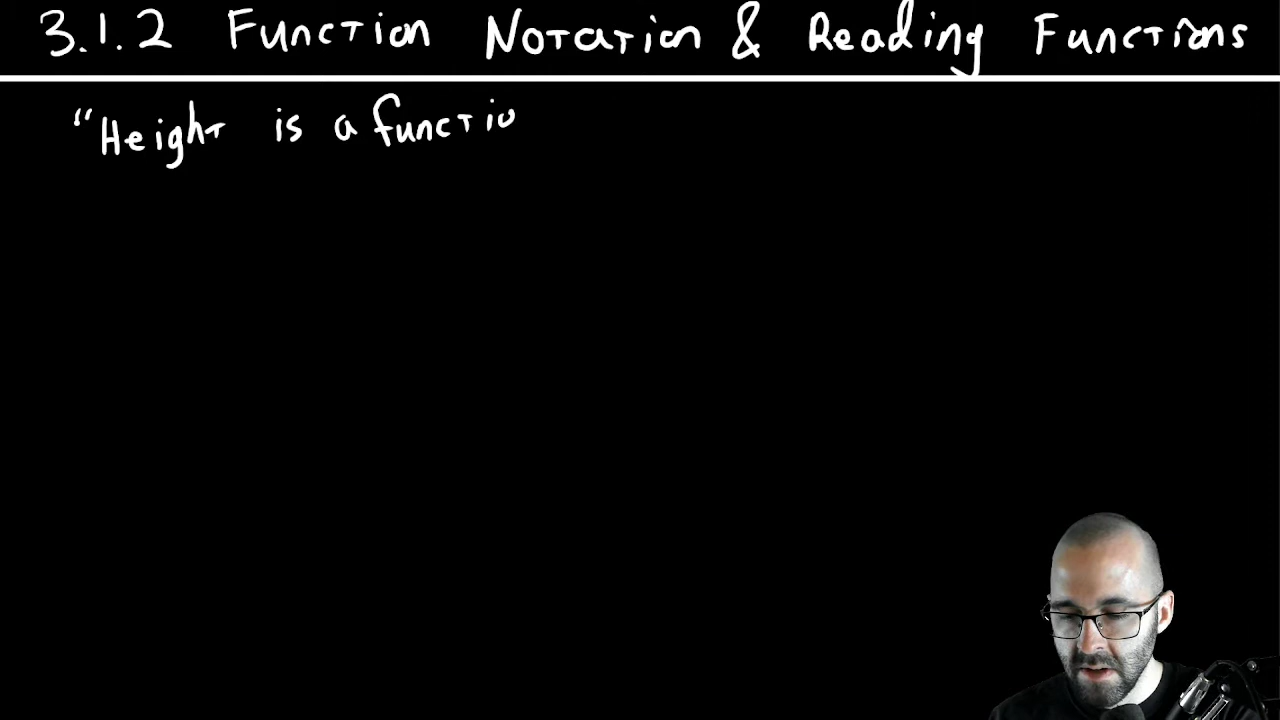 3.1.2 Function Notation & Reading Functions
"Height is a functio